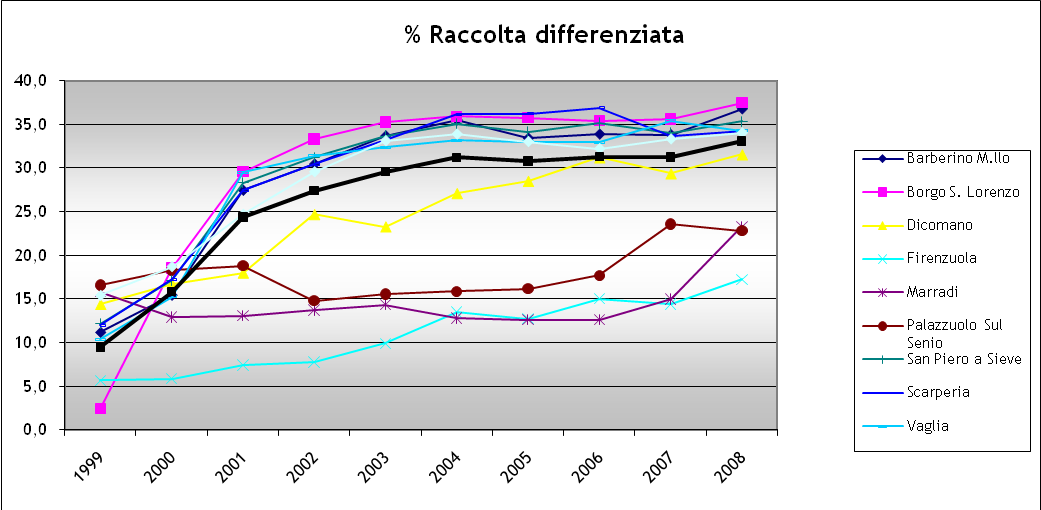 % Raccolta differenziata
40,0
35,0
30,0
25,0
20,0
15,0
10,0
5,0
0,0
1999
2000
2001
2002
2003
2004
2005
2006
2007
2008
Barberino M.llo
Borgo S. Lorenzo
Dicomano
Firenzuola
Marradi
Palazzuolo Sul
Senio
San Piero a Sieve
Scarperia
Vaglia